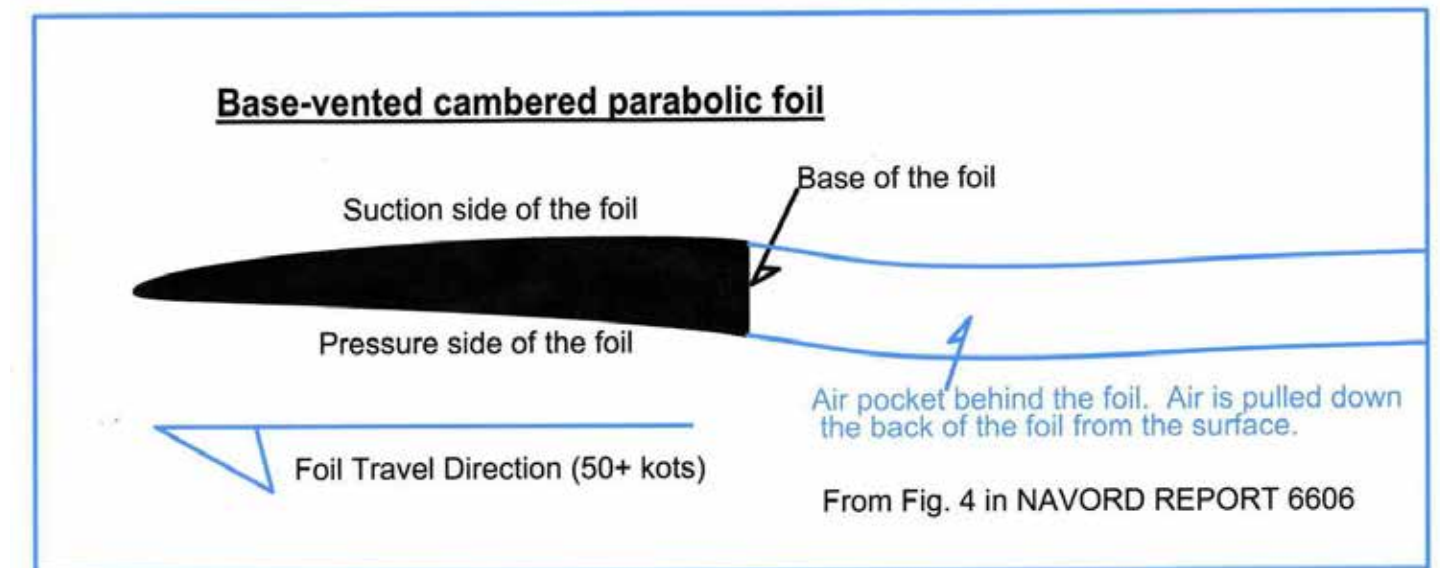 Base-vented cambered parabolic foil
Base of the foil
Suction side of the foil
Pressure side of the foil
Air pocket behind the foil. Air is pulled down
the back of the foil from the surface.
Foil Travel Direction (50+ kots)
From Fig. 4 in NAVORD REPORT 6606